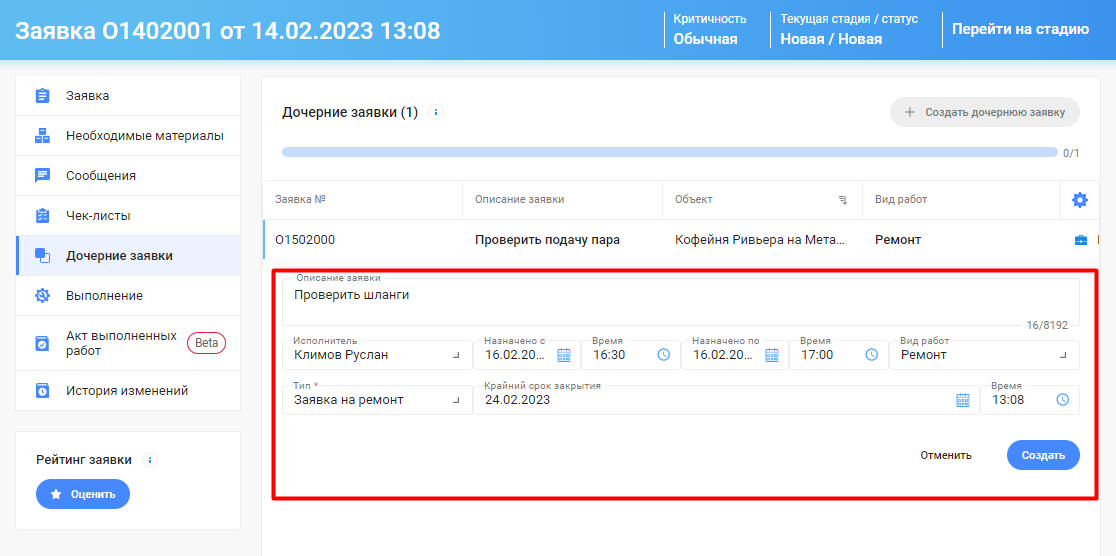 Заявка О1402001 от 14.02.2023 13:08
Критичность
Обычная
Текущая стадия / статус
Новая / Новая
Перейти на стадию
Заявка
Необходимые материалы
Сообщения
Чек-листы
Дочерние заявки
Выполнение
Акт выполненных
работ
Beta
История изменений
Рейтинг заявки
Оценить
Дочерние заявки (1)
Создать дочернюю заявку
0/1
Заявка № Описание заявки Объект Вид работ
О1502000 Проверить подачу пара Кофейня Ривьера на Мета... Ремонт
Описание заявки
Проверить шланги
16/8192
Исполнитель Назначено с Время Назначено по Время Вид работ
Климов Руслан 16.02.20... 16:30 16.02.20... 17:00 Ремонт
Тип * Крайний срок закрытия Время
Заявка на ремонт 24.02.2023 13:08
Отменить Создать